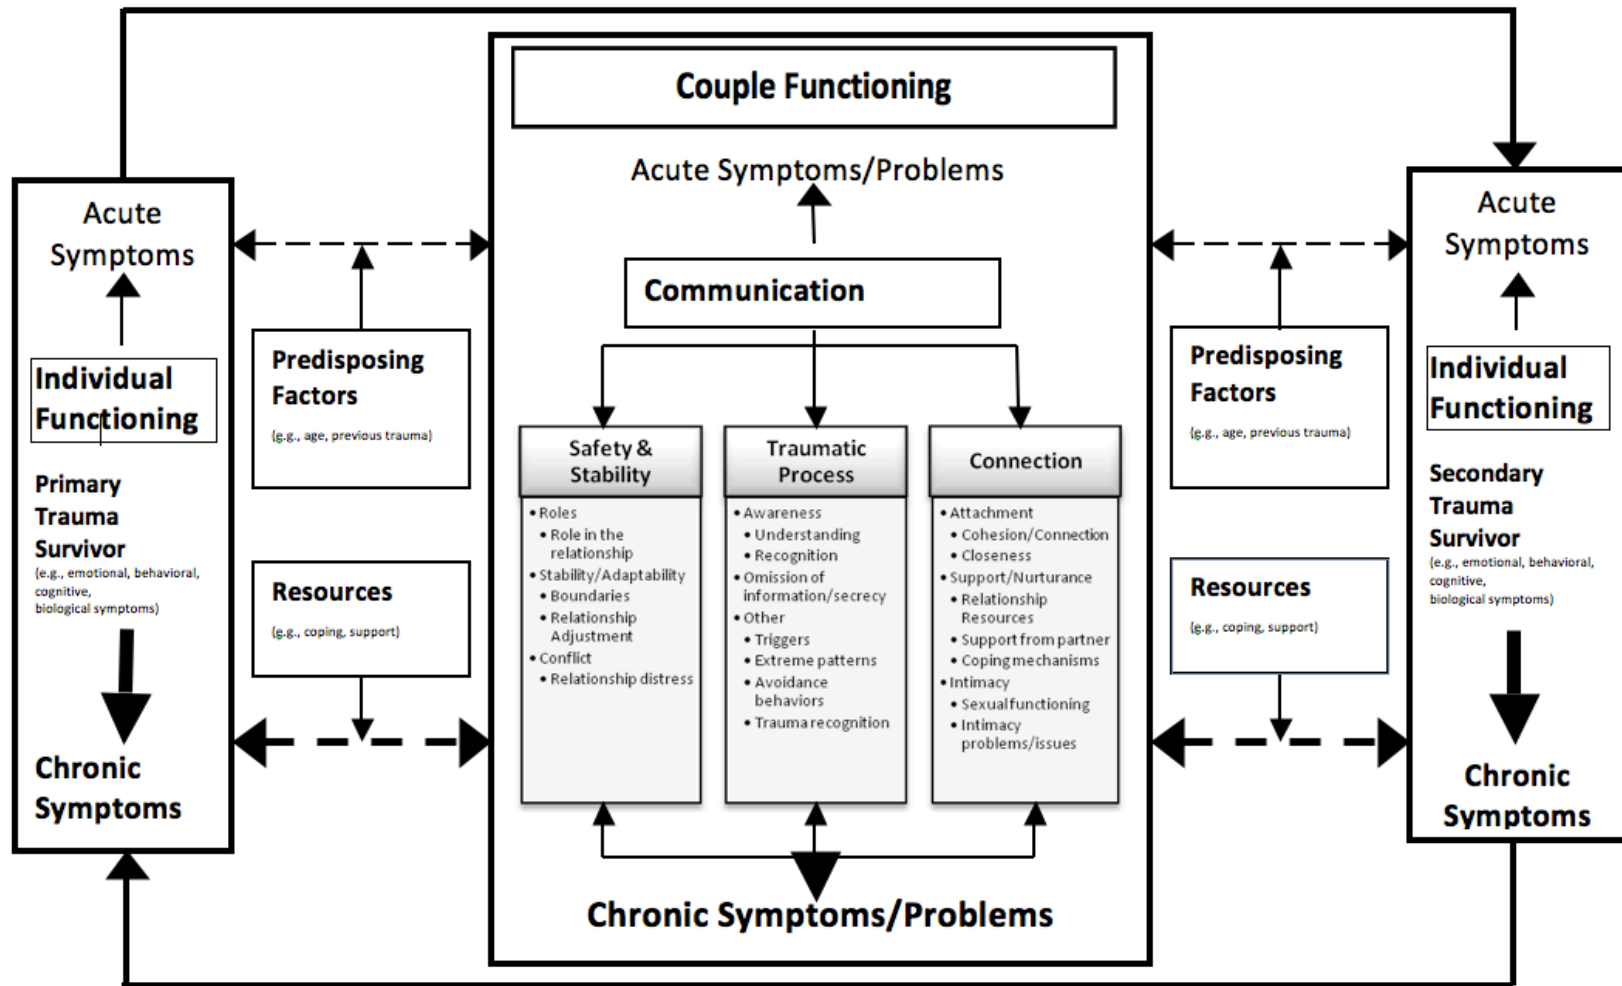 Couple Functioning
Acute Symptoms/Problems
Communication
Safety &
Stability
• Roles
• Role in the
relationship
• Stability/Adaptability
• Boundaries
• Relationship
Adjustment
• Conflict
• Relationship distress
Traumatic
Process
• Awareness
• Understanding
• Recognition
• Omission of
information/secrecy
• Other
• Triggers
• Extreme patterns
• Avoidance
behaviors
• Trauma recognition
Connection
• Attachment
• Cohesion/Connection
• Closeness
• Support/Nurturance
• Relationship
Resources
• Support from partner
• Coping mechanisms
• Intimacy
• Sexual functioning
• Intimacy
problems/issues
Chronic Symptoms/Problems
Acute
Symptoms
Individual
Functioning
Primary
Trauma
Survivor
(e.g., emotional, behavioral,
cognitive,
biological symptoms)
Chronic
Symptoms
Predisposing
Factors
(e.g., age, previous trauma)
Resources
(e.g., coping, support)
Predisposing
Factors
(e.g., age, previous trauma)
Resources
(e.g., coping, support)
Acute
Symptoms
Individual
Functioning
Secondary
Trauma
Survivor
(e.g., emotional, behavioral,
cognitive,
biological symptoms)
Chronic
Symptoms